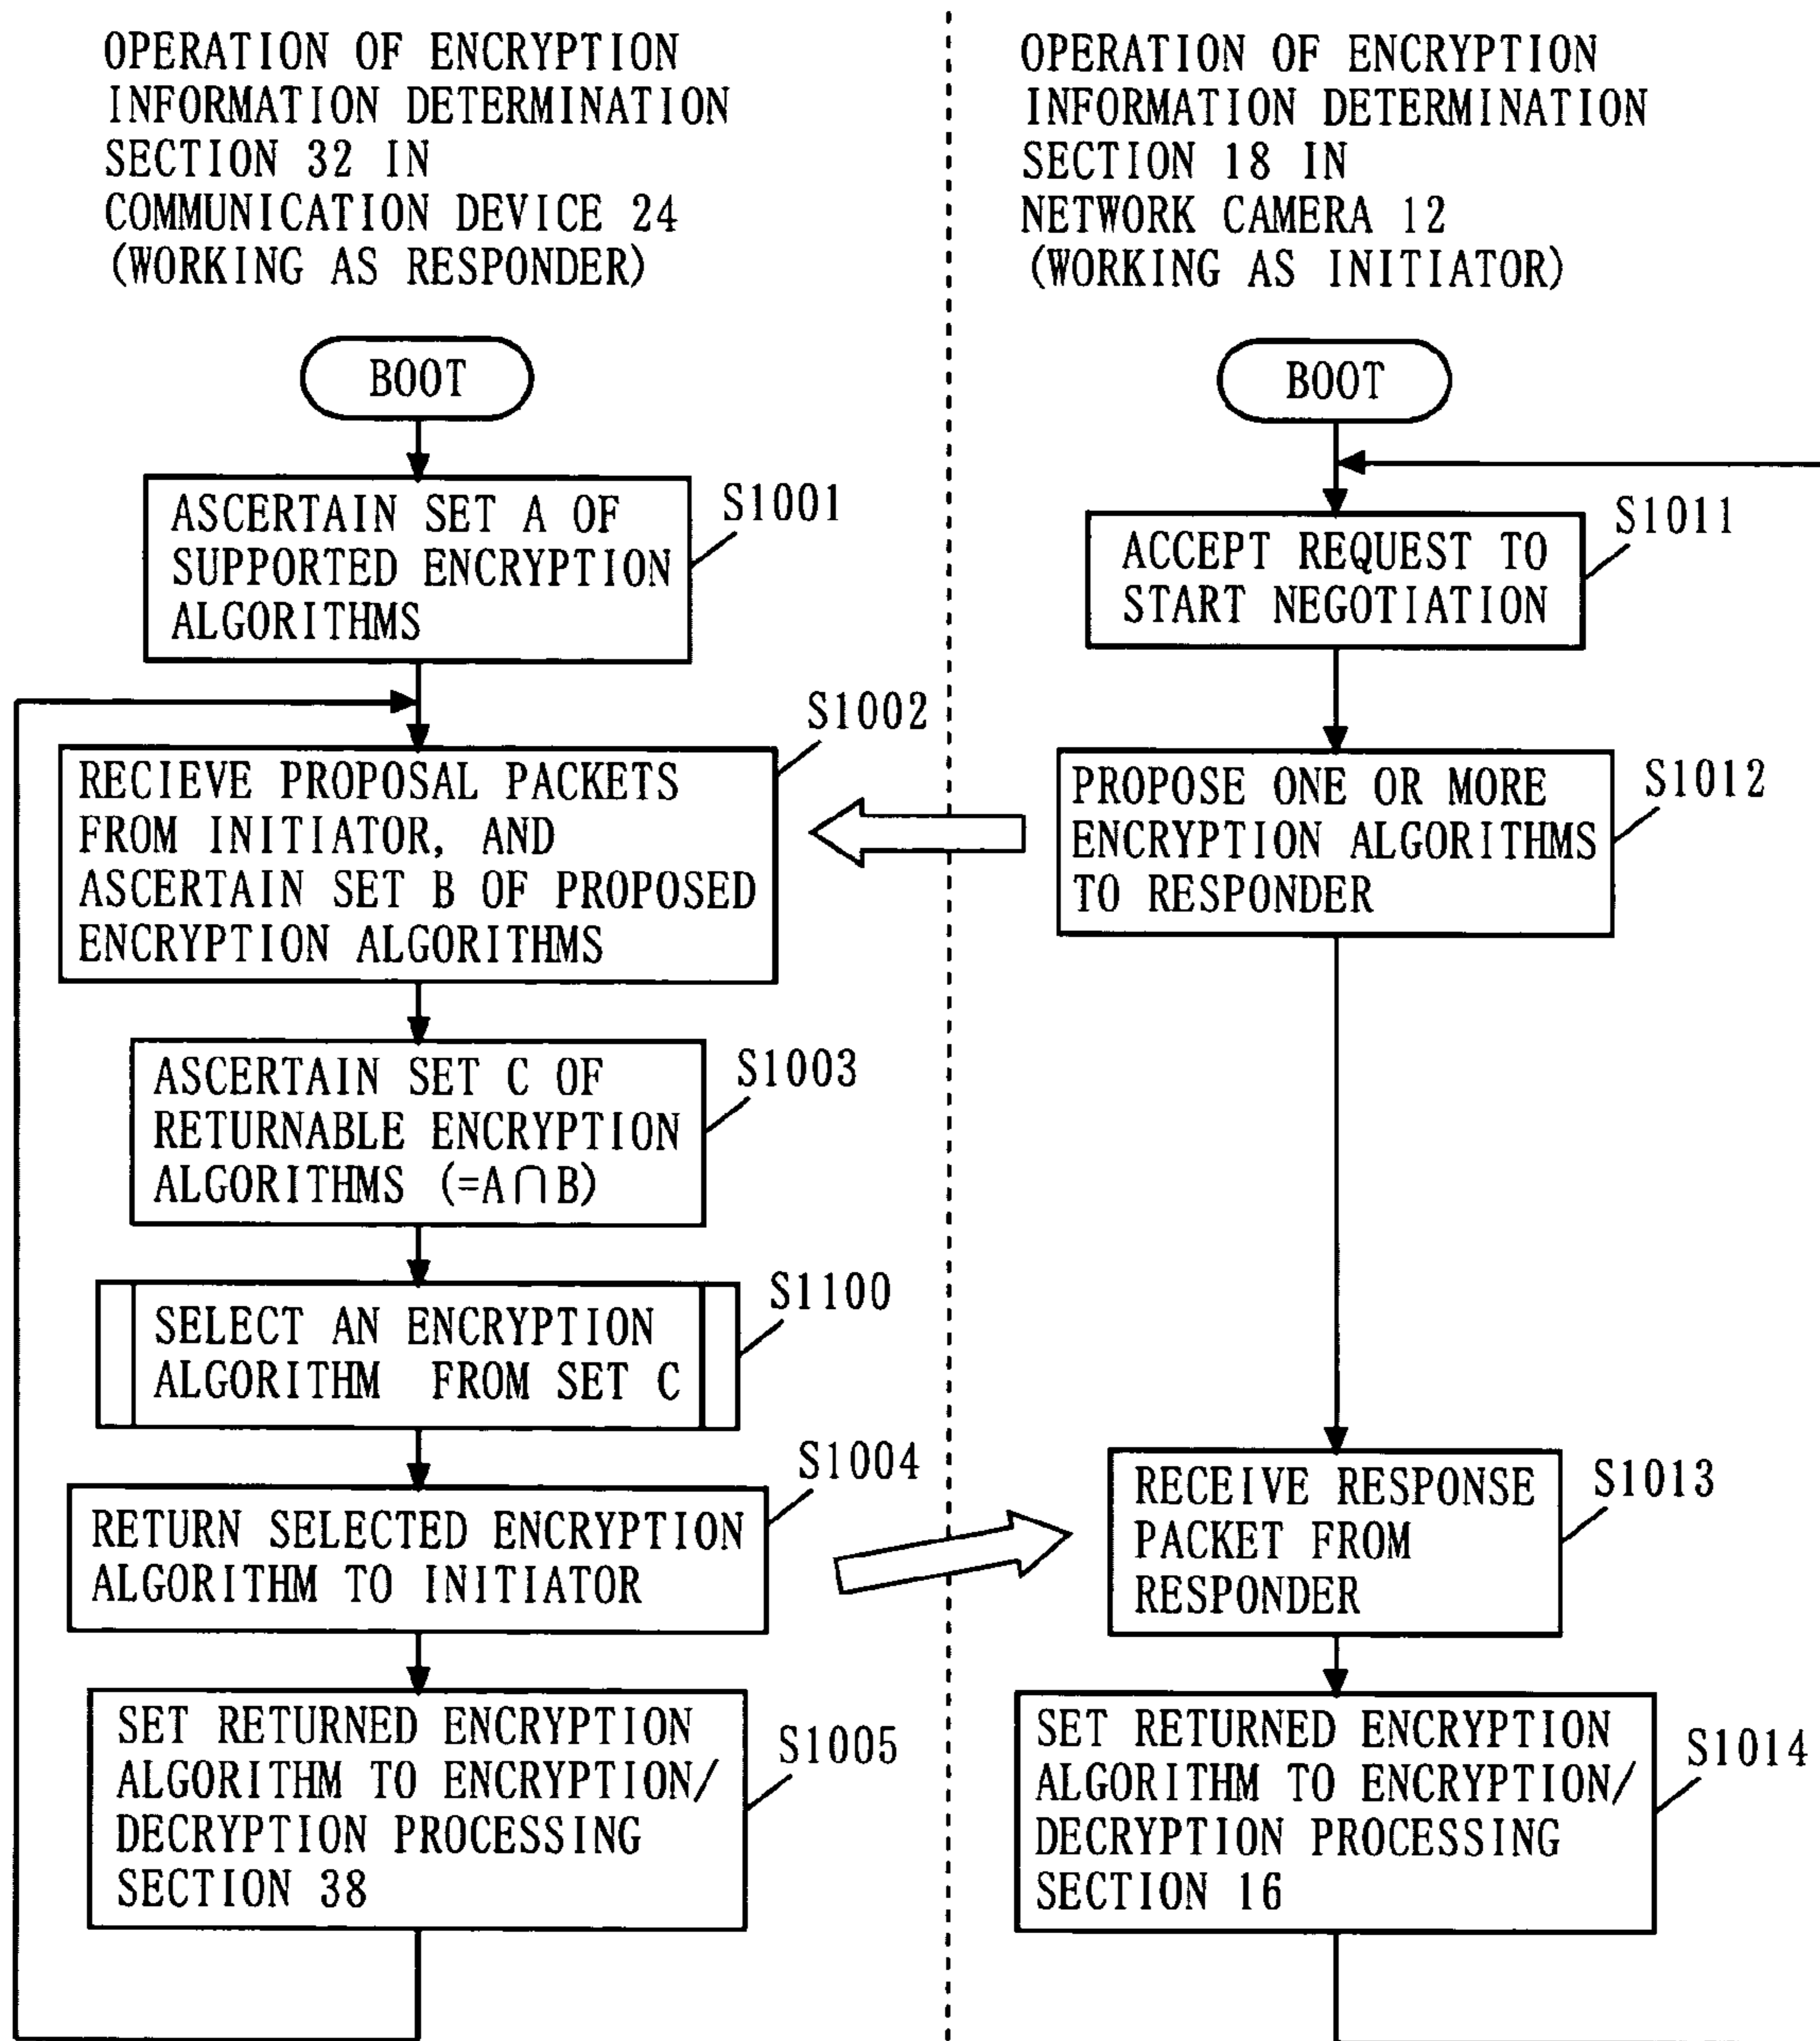 OPERATION OF ENCRYPTION
INFORMATION DETERMINATION
SECTION 32 IN
COMMUNICATION DEVICE 24
(WORKING AS RESPONDER)
BOOT
ASCERTAIN SET A OF
SUPPORTED ENCRYPTION
ALGORITHMS
S1001
RECIEVE PROPOSAL PACKETS
FROM INITIATOR, AND
ASCERTAIN SET B OF PROPOSED
ENCRYPTION ALGORITHMS
S1002
ASCERTAIN SET C OF
RETURNABLE ENCRYPTION
ALGORITHMS (=A∩B)
S1003
SELECT AN ENCRYPTION
ALGORITHM FROM SET C
S1100
RETURN SELECTED ENCRYPTION
ALGORITHM TO INITIATOR
S1004
SET RETURNED ENCRYPTION
ALGORITHM TO ENCRYPTION/
DECRYPTION PROCESSING
SECTION 38
S1005
OPERATION OF ENCRYPTION
INFORMATION DETERMINATION
SECTION 18 IN
NETWORK CAMERA 12
(WORKING AS INITIATOR)
BOOT
ACCEPT REQUEST TO
START NEGOTIATION
S1011
PROPOSE ONE OR MORE
ENCRYPTION ALGORITHMS
TO RESPONDER
S1012
RECEIVE RESPONSE
PACKET FROM
RESPONDER
S1013
SET RETURNED ENCRYPTION
ALGORITHM TO ENCRYPTION/
DECRYPTION PROCESSING
SECTION 16
S1014